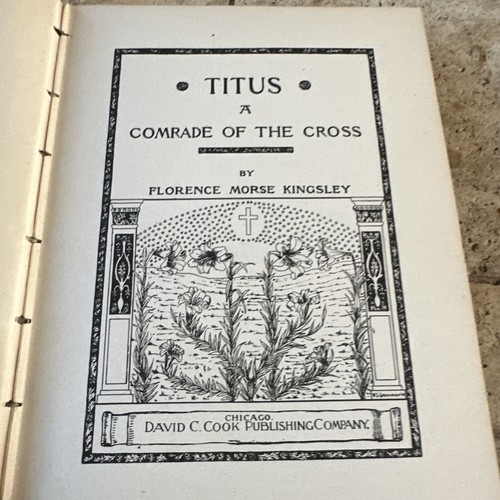 • TITUS •
A
COMRADE OF THE CROSS
BY
FLORENCE MORSE KINGSLEY
CHICAGO.
DAVID C. COOK PUBLISHING COMPANY.